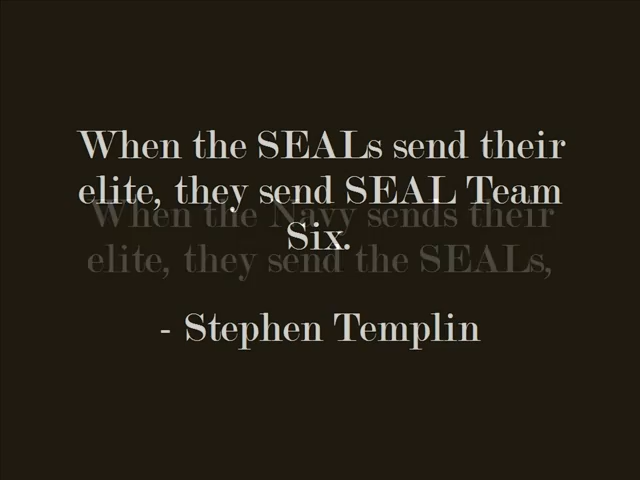 When the SEALs send their
elite, they send SEAL Team
When the Navy sends their
Six.
elite, they send the SEALs,
- Stephen Templin